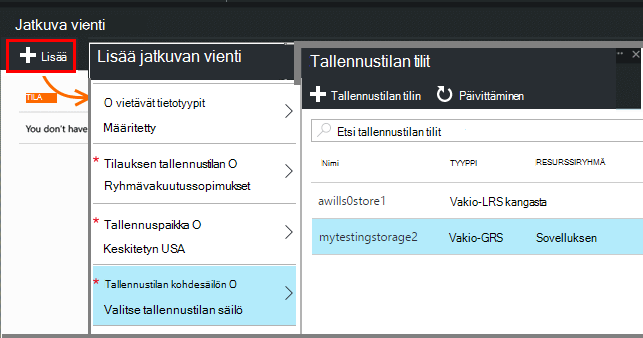 Jatkuva vienti
Lisää
TILA
You don't have
Lisää jatkuvan vienti
O vietävät tietotyypit
Määritetty
* Tilauksen tallennustilan O
Ryhmävakuutussopimukset
* Tallennuspaikka O
Keskitetyn USA
* Tallennustilan kohdesäilön O
Valitse tallennustilan säilö
Tallennustilan tilit
Tallennustilan tilin Päivittäminen
Etsi tallennustilan tilit
Nimi TYYPPI RESURSSIRYHMÄ
awills0store1 Vakio-LRS kangasta
mytestingstorage2 Vakio-GRS Sovelluksen